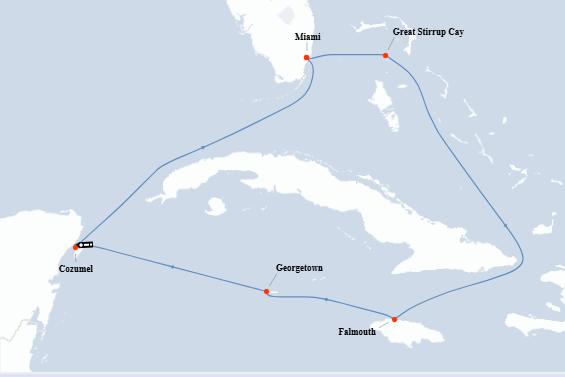 Great Stirrup Cay
Miami
Cozumel
Georgetown
Falmouth